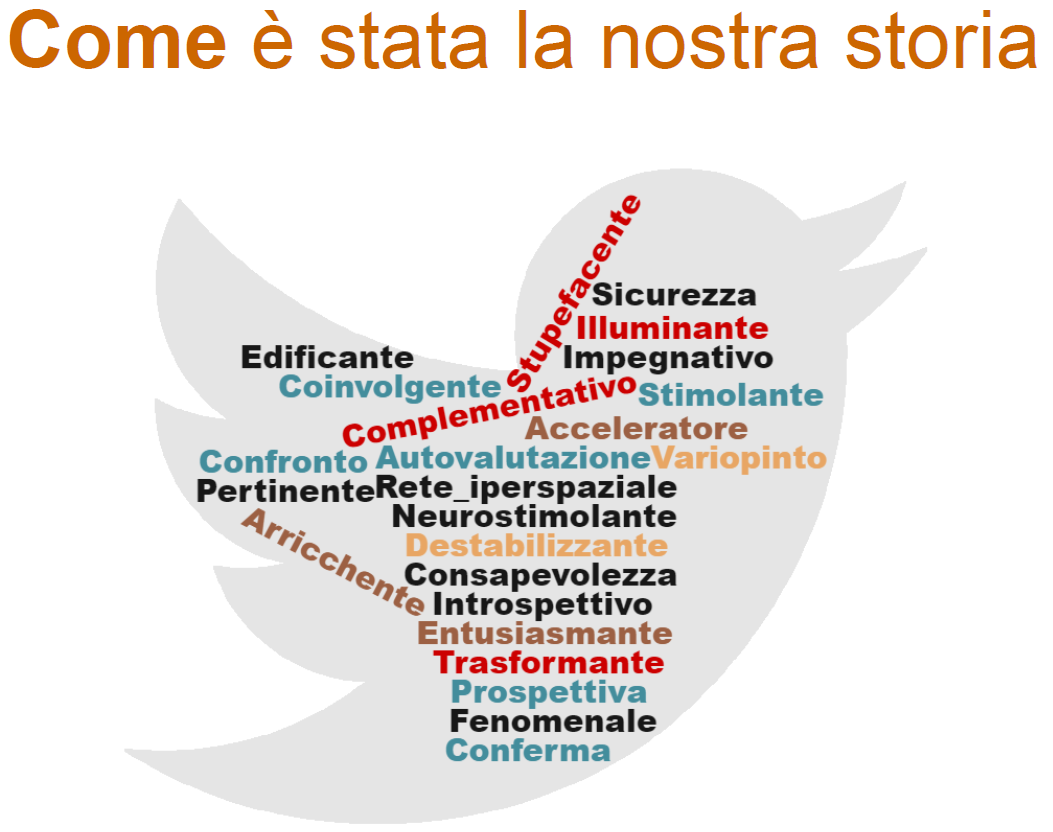 Come è stata la nostra storia
Stupefacente
Sicurezza
Illuminante
Edificante
Impegnativo
Coinvolgente
Complementativo
Stimolante
Acceleratore
Confronto
Autovalutazione
Variopinto
Pertinente
Rete_iperspaziale
Arricchente
Neurostimolante
Destabilizzante
Consapevolezza
Introspettivo
Entusiasmante
Trasformante
Prospettiva
Fenomenale
Conferma